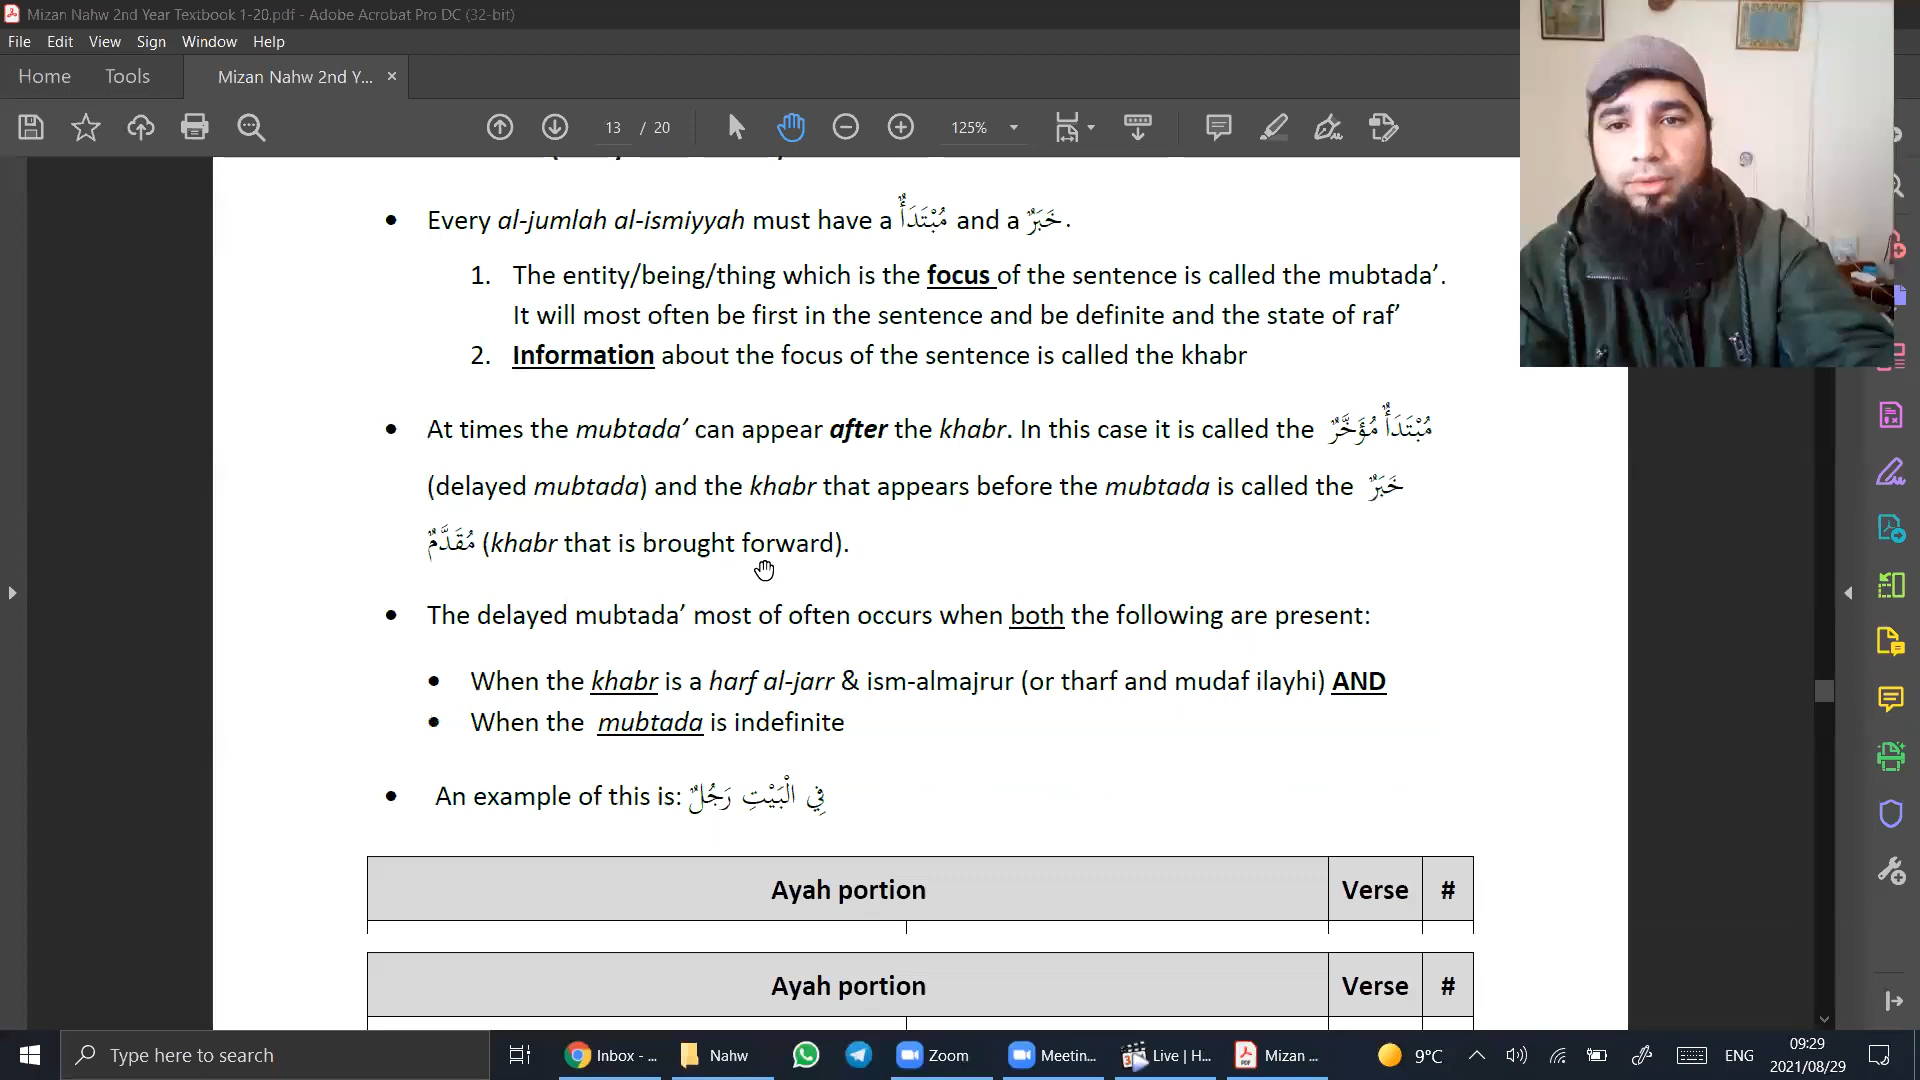 Mizan Nahw 2nd Year Textbook 1-20.pdf - Adobe Acrobat Pro DC (32-bit)
File Edit View Sign Window Help
Home Tools Mizan Nahw 2nd Y... ×
13 / 20 125%
• Every al-jumlah al-ismiyyah must have a مُبْتَدَأٌ and a خَبَرٌ.
1. The entity/being/thing which is the focus of the sentence is called the mubtada’.
It will most often be first in the sentence and be definite and the state of raf’
2. Information about the focus of the sentence is called the khabr
• At times the mubtada’ can appear after the khabr. In this case it is called the مُبْتَدَأٌ مُؤَخَّرٌ
(delayed mubtada) and the khabr that appears before the mubtada is called the خَبَرٌ
مُقَدَّمٌ (khabr that is brought forward).
• The delayed mubtada’ most of often occurs when both the following are present:
• When the khabr is a harf al-jarr & ism-almajrur (or tharf and mudaf ilayhi) AND
• When the mubtada is indefinite
• An example of this is: فِي الْبَيْتِ رَجُلٌ
Ayah portion Verse #
Ayah portion Verse #
Type here to search Inbox - ... Nahw Zoom Meetin... Live | H... Mizan ... 9°C ENG 09:29
2021/08/29